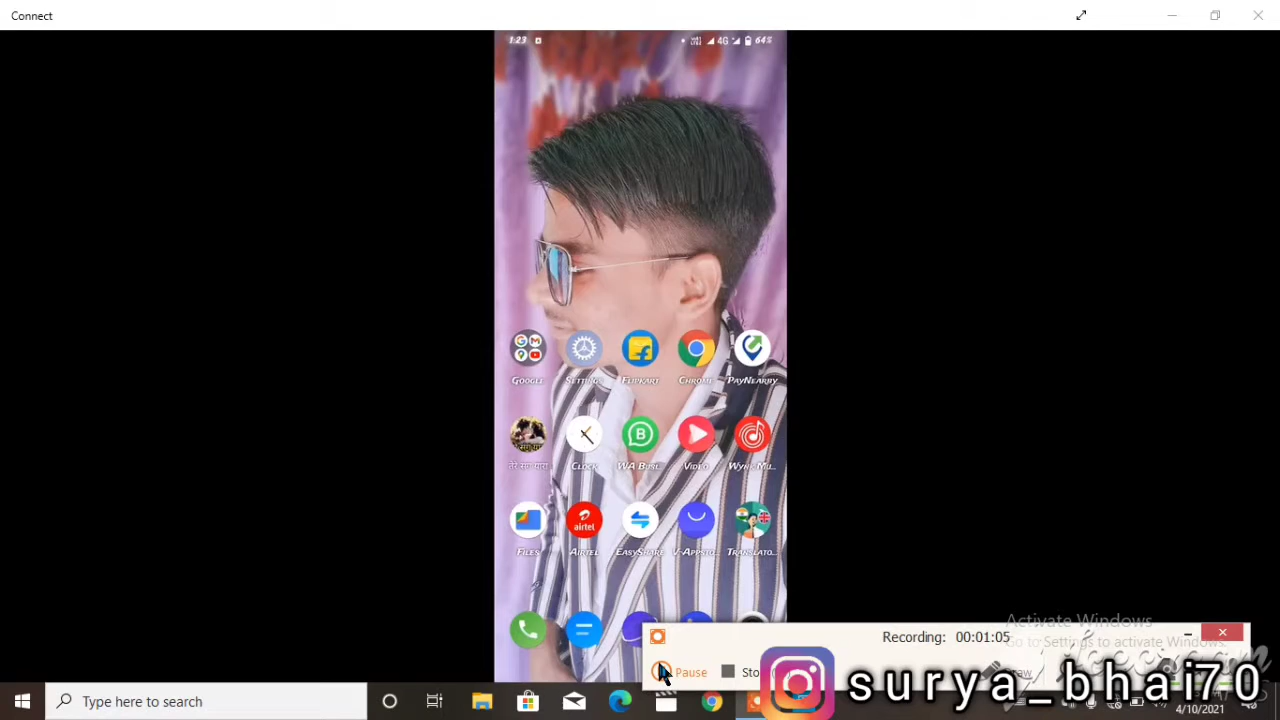 Connect
1:23
4G
64%
Google
Settings
Flipkart
Chrome
PayNearby
Clock
WA Busi...
Video
Wynk Mu...
airtel
Files
Airtel
EasyShare
V-Appsto...
Translato...
Activate Windows
Go to Settings to activate Windows.
Recording: 00:01:05
Pause
surya_bhai70
Type here to search
4/10/2021